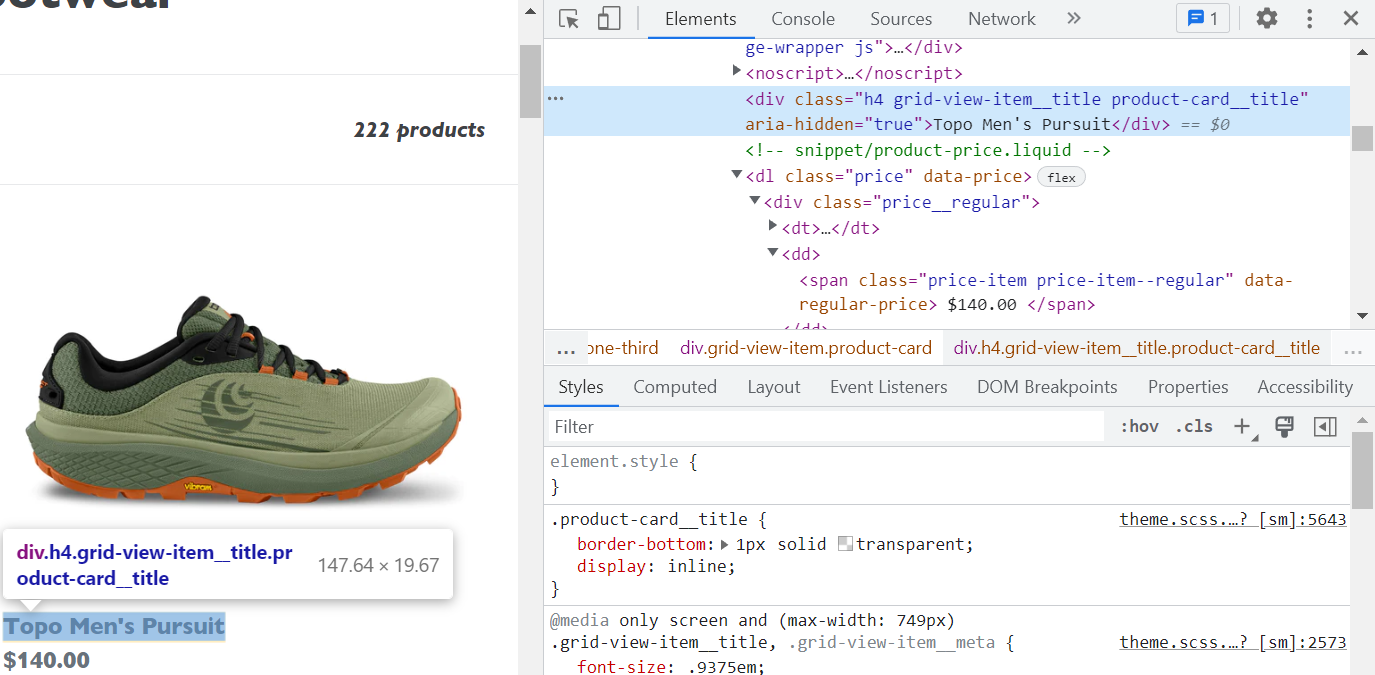 222 products
vibram
div.h4.grid-view-item__title.pr
oduct-card__title
147.64 × 19.67
Topo Men's Pursuit
$140.00
Elements Console Sources Network » 1
ge-wrapper js">…</div>
<noscript>…</noscript>
… <div class="h4 grid-view-item__title product-card__title"
aria-hidden="true">Topo Men's Pursuit</div> == $0
<!-- snippet/product-price.liquid -->
<dl class="price" data-price> flex
<div class="price__regular">
<dt>…</dt>
<dd>
<span class="price-item price-item--regular" data-
regular-price> $140.00 </span>
</dd>
… one-third div.grid-view-item.product-card div.h4.grid-view-item__title.product-card__title …
Styles Computed Layout Event Listeners DOM Breakpoints Properties Accessibility
Filter :hov .cls +
element.style {
}
.product-card__title { theme.scss.…? [sm]:5643
border-bottom: 1px solid transparent;
display: inline;
}
@media only screen and (max-width: 749px)
.grid-view-item__title, .grid-view-item__meta { theme.scss.…? [sm]:2573
font-size: .9375em;